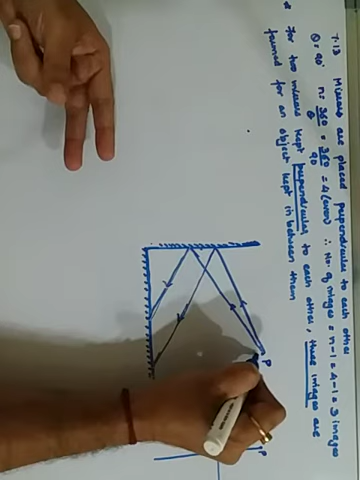 7.13 Mirrors are placed perpendicular to each other
θ = 90° n = 360/θ = 360/90 = 4 (even) ∴ No. of images = n - 1 = 4 - 1 = 3 images
* For two mirrors kept perpendicular to each other, three images are
formed for an object kept in between them
P
P